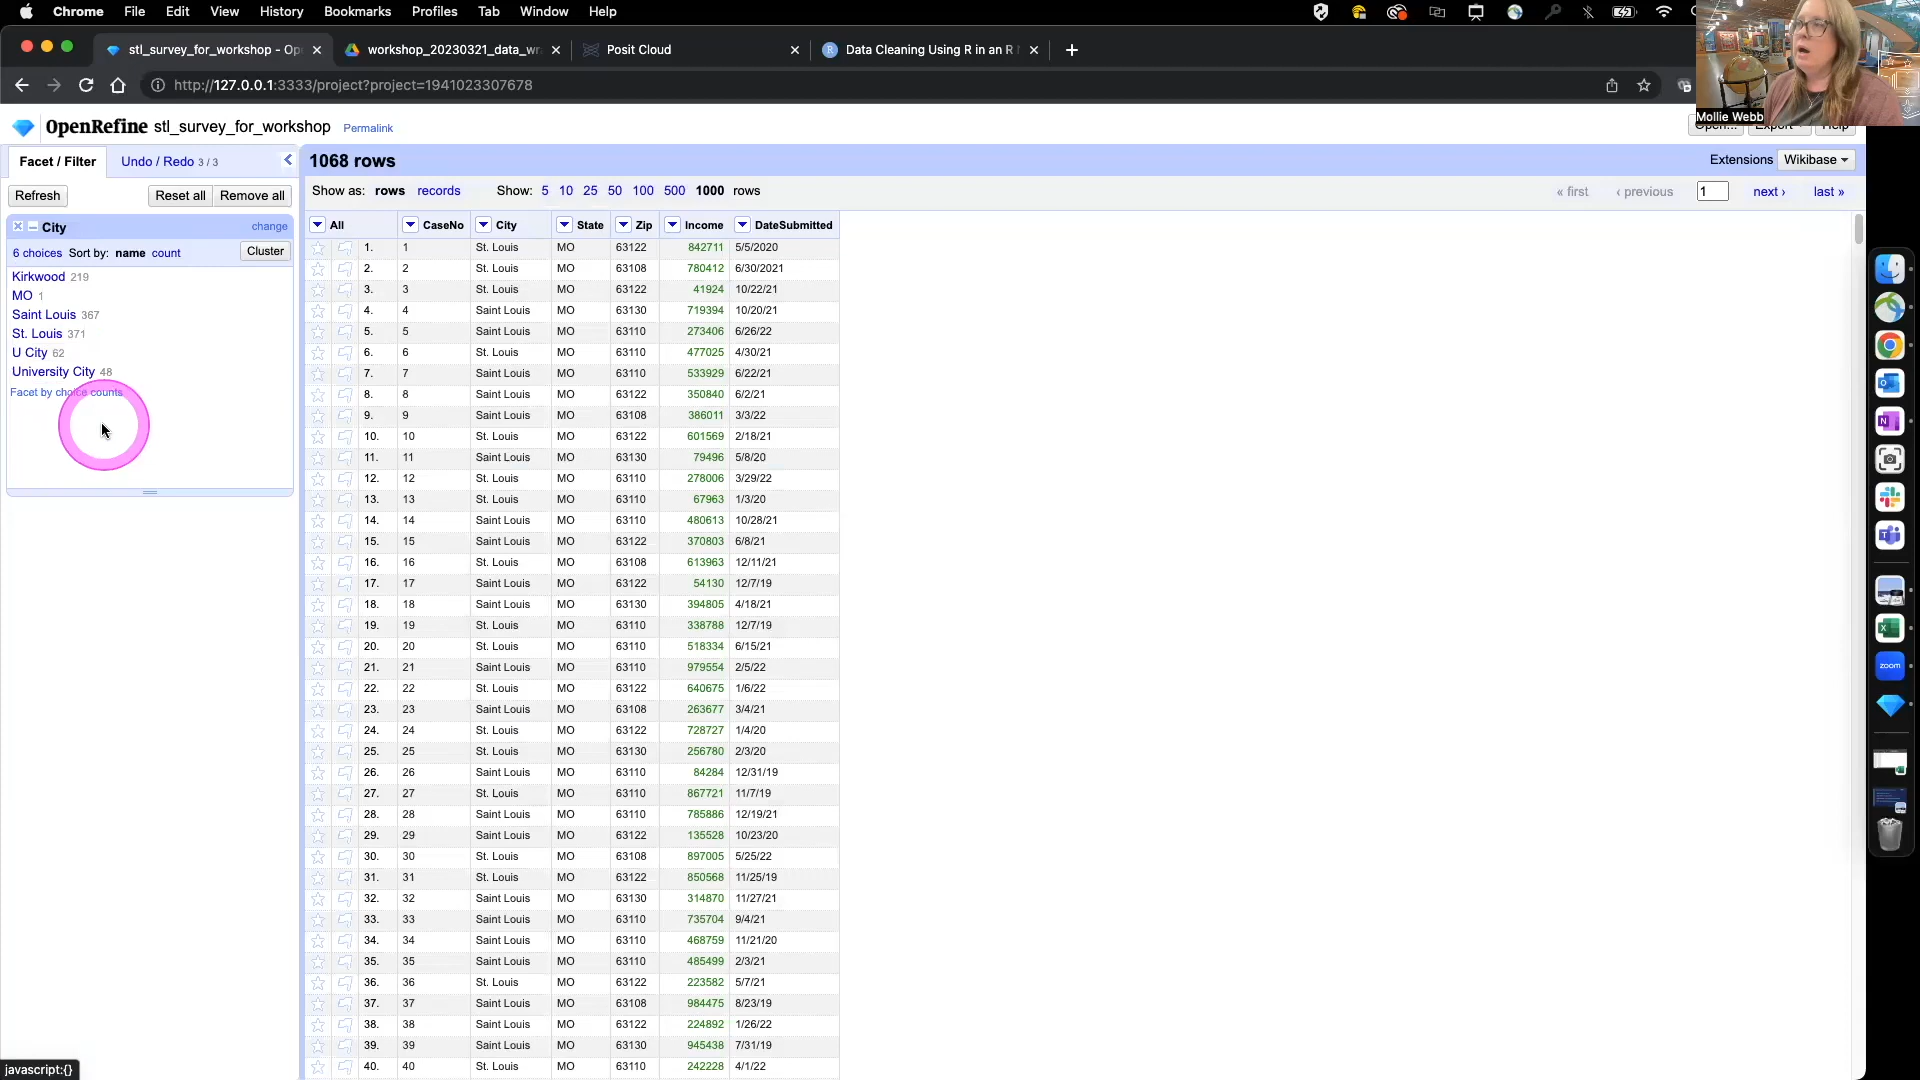 Chrome File Edit View History Bookmarks Profiles Tab Window Help
stl_survey_for_workshop - Op
workshop_20230321_data_wr
Posit Cloud
Data Cleaning Using R in an R
http://127.0.0.1:3333/project?project=1941023307678
Mollie Webb
OpenRefine stl_survey_for_workshop Permalink
Open... Export Help
Facet / Filter Undo / Redo 3 / 3
1068 rows
Extensions Wikibase
Refresh Reset all Remove all
Show as: rows records Show: 5 10 25 50 100 500 1000 rows
« first ‹ previous 1 next › last »
City change
6 choices Sort by: name count Cluster
Kirkwood 219
MO 1
Saint Louis 367
St. Louis 371
U City 62
University City 48
Facet by choice counts
All CaseNo City State Zip Income DateSubmitted
1. 1 St. Louis MO 63122 842711 5/5/2020
2. 2 St. Louis MO 63108 780412 6/30/2021
3. 3 St. Louis MO 63122 41924 10/22/21
4. 4 Saint Louis MO 63130 719394 10/20/21
5. 5 Saint Louis MO 63110 273406 6/26/22
6. 6 St. Louis MO 63110 477025 4/30/21
7. 7 Saint Louis MO 63110 533929 6/22/21
8. 8 Saint Louis MO 63122 350840 6/2/21
9. 9 Saint Louis MO 63108 386011 3/3/22
10. 10 St. Louis MO 63122 601569 2/18/21
11. 11 Saint Louis MO 63130 79496 5/8/20
12. 12 St. Louis MO 63110 278006 3/29/22
13. 13 St. Louis MO 63110 67963 1/3/20
14. 14 Saint Louis MO 63110 480613 10/28/21
15. 15 Saint Louis MO 63122 370803 6/8/21
16. 16 St. Louis MO 63108 613963 12/11/21
17. 17 Saint Louis MO 63122 54130 12/7/19
18. 18 Saint Louis MO 63130 394805 4/18/21
19. 19 St. Louis MO 63110 338788 12/7/19
20. 20 St. Louis MO 63110 518334 6/15/21
21. 21 Saint Louis MO 63110 979554 2/5/22
22. 22 St. Louis MO 63122 640675 1/6/22
23. 23 Saint Louis MO 63108 263677 3/4/21
24. 24 St. Louis MO 63122 728727 1/4/20
25. 25 St. Louis MO 63130 256780 2/3/20
26. 26 Saint Louis MO 63110 84284 12/31/19
27. 27 St. Louis MO 63110 867721 11/7/19
28. 28 Saint Louis MO 63110 785886 12/19/21
29. 29 Saint Louis MO 63122 135528 10/23/20
30. 30 St. Louis MO 63108 897005 5/25/22
31. 31 St. Louis MO 63122 850568 11/25/19
32. 32 Saint Louis MO 63130 314870 11/27/21
33. 33 Saint Louis MO 63110 735704 9/4/21
34. 34 Saint Louis MO 63110 468759 11/21/20
35. 35 Saint Louis MO 63110 485499 2/3/21
36. 36 St. Louis MO 63122 223582 5/7/21
37. 37 Saint Louis MO 63108 984475 8/23/19
38. 38 Saint Louis MO 63122 224892 1/26/22
39. 39 Saint Louis MO 63130 945438 7/31/19
40. 40 St. Louis MO 63110 242228 4/1/22
zoom
javascript:{}